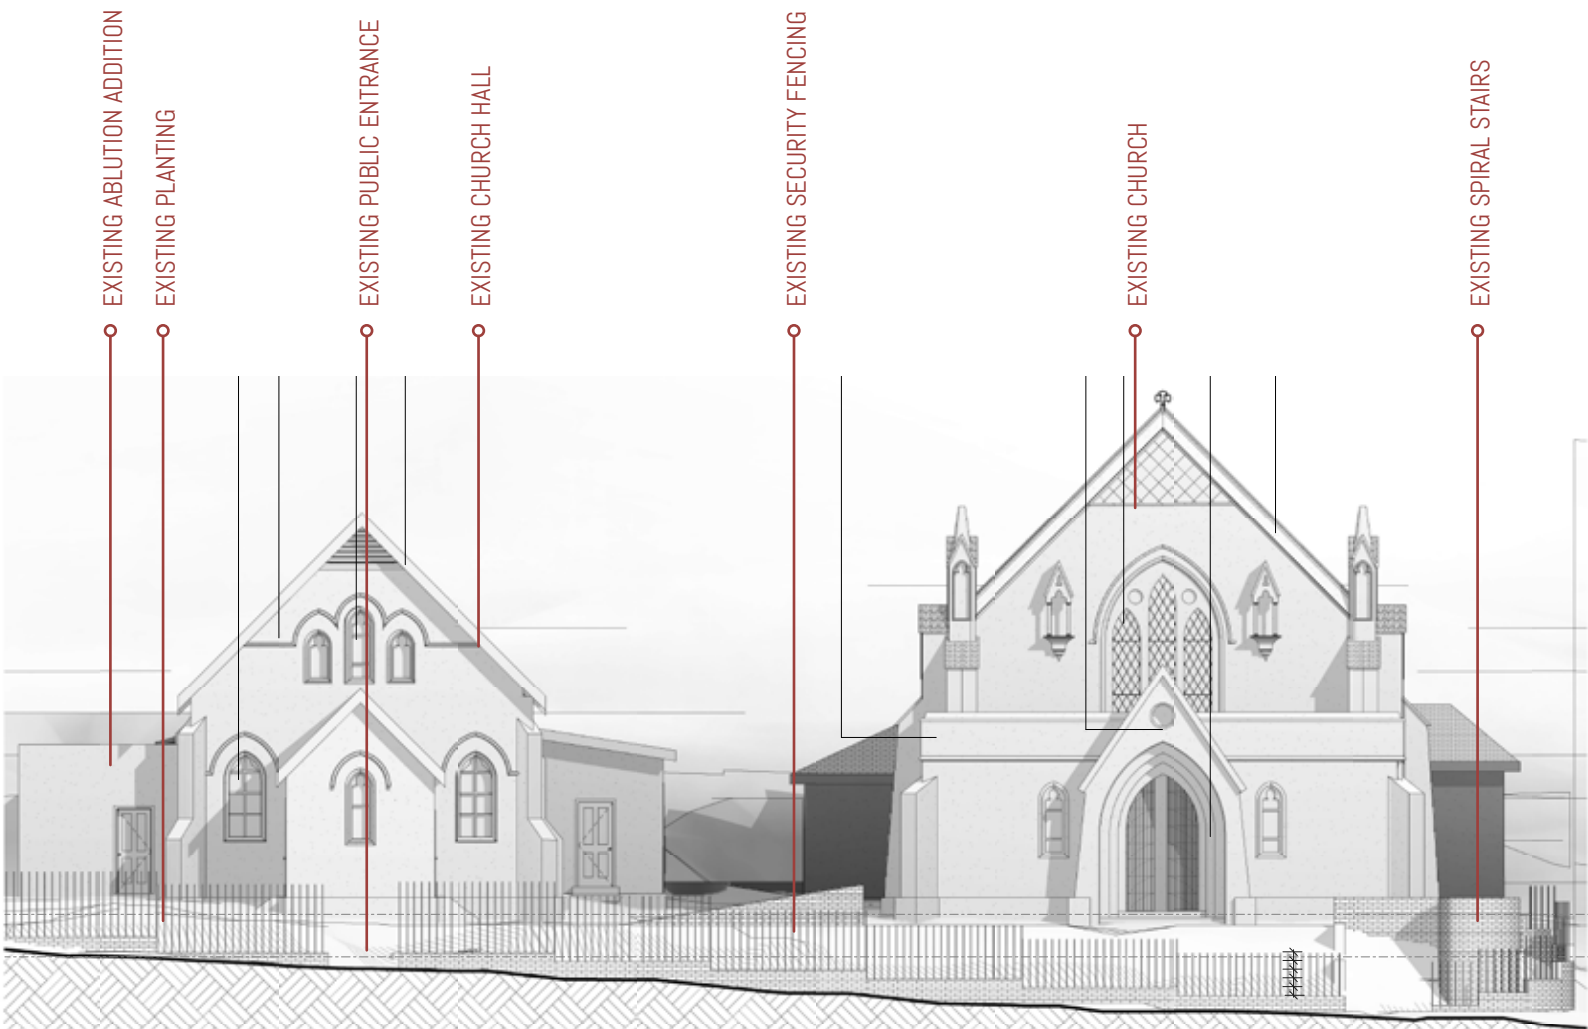 EXISTING ABLUTION ADDITION
EXISTING PLANTING
EXISTING PUBLIC ENTRANCE
EXISTING CHURCH HALL
EXISTING SECURITY FENCING
EXISTING CHURCH
EXISTING SPIRAL STAIRS